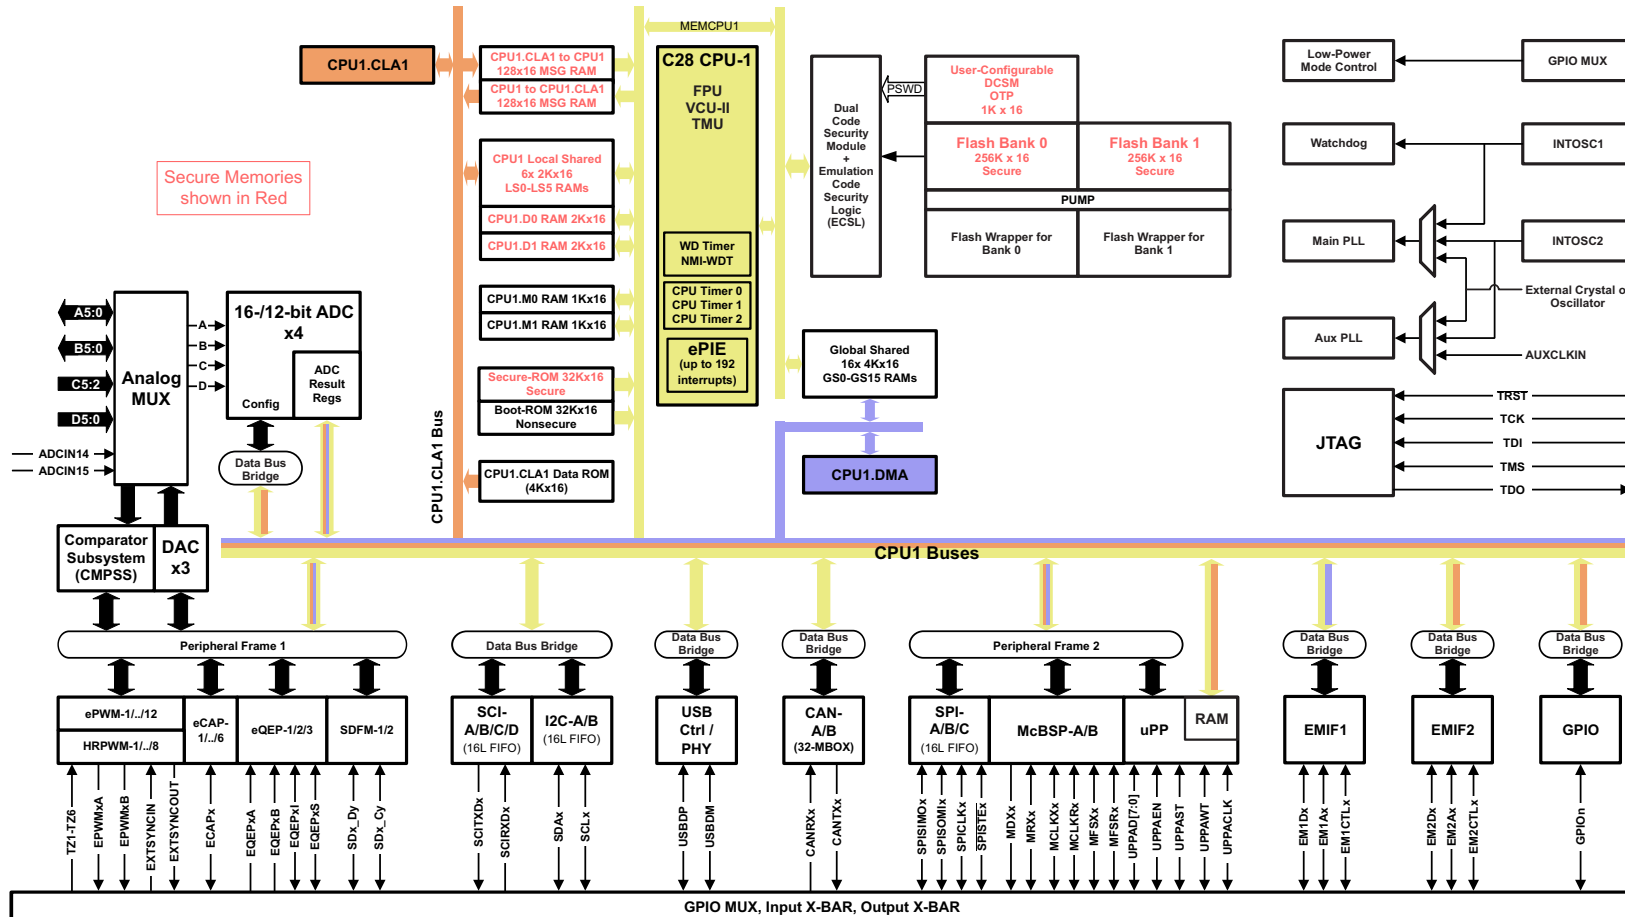 MEMCPU1
CPU1.CLA1
CPU1.CLA1 to CPU1
128x16 MSG RAM
CPU1 to CPU1.CLA1
128x16 MSG RAM
C28 CPU-1
FPU
VCU-II
TMU
PSWD
Dual
Code
Security
Module
+
Emulation
Code
Security
Logic
(ECSL)
User-Configurable
DCSM
OTP
1K x 16
Flash Bank 0
256K x 16
Secure
Flash Bank 1
256K x 16
Secure
PUMP
Flash Wrapper for
Bank 0
Flash Wrapper for
Bank 1
Low-Power
Mode Control
GPIO MUX
Watchdog
INTOSC1
Main PLL
INTOSC2
External Crystal o
Oscillator
Aux PLL
AUXCLKIN
Secure Memories
shown in Red
CPU1 Local Shared
6x 2Kx16
LS0-LS5 RAMs
CPU1.D0 RAM 2Kx16
CPU1.D1 RAM 2Kx16
WD Timer
NMI-WDT
CPU1.M0 RAM 1Kx16
CPU1.M1 RAM 1Kx16
CPU Timer 0
CPU Timer 1
CPU Timer 2
ePIE
(up to 192
interrupts)
Secure-ROM 32Kx16
Secure
Boot-ROM 32Kx16
Nonsecure
CPU1.CLA1 Data ROM
(4Kx16)
Global Shared
16x 4Kx16
GS0-GS15 RAMs
CPU1.DMA
JTAG
TRST
TCK
TDI
TMS
TDO
A5:0
B5:0
C5:2
D5:0
ADCIN14
ADCIN15
Analog
MUX
A
B
C
D
16-/12-bit ADC
x4
Config
ADC
Result
Regs
Data Bus
Bridge
CPU1.CLA1 Bus
Comparator
Subsystem
(CMPSS)
DAC
x3
CPU1 Buses
Peripheral Frame 1
Data Bus Bridge
Data Bus
Bridge
Data Bus
Bridge
Peripheral Frame 2
Data Bus
Bridge
Data Bus
Bridge
Data Bus
Bridge
ePWM-1/../12
HRPWM-1/../8
eCAP-
1/../6
eQEP-1/2/3
SDFM-1/2
SCI-
A/B/C/D
(16L FIFO)
I2C-A/B
(16L FIFO)
USB
Ctrl /
PHY
CAN-
A/B
(32-MBOX)
SPI-
A/B/C
(16L FIFO)
McBSP-A/B
uPP
RAM
EMIF1
EMIF2
GPIO
TZ1-TZ6
EPWMxA
EPWMxB
EXTSYNCIN
EXTSYNCOUT
ECAPx
EQEPxA
EQEPxB
EQEPxI
EQEPxS
SDx_Dy
SDx_Cy
SCITXDx
SCIRXDx
SDAx
SCLx
USBDP
USBDM
CANRXx
CANTXx
SPISIMOx
SPISOMIx
SPICLKx
SPISTEx
MDXx
MRXx
MCLKXx
MCLKRx
MFSXx
MFSRx
UPPAD[7:0]
UPPAEN
UPPAST
UPPAWT
UPPACLK
EM1Dx
EM1Ax
EM1CTLx
EM2Dx
EM2Ax
EM2CTLx
GPIOn
GPIO MUX, Input X-BAR, Output X-BAR